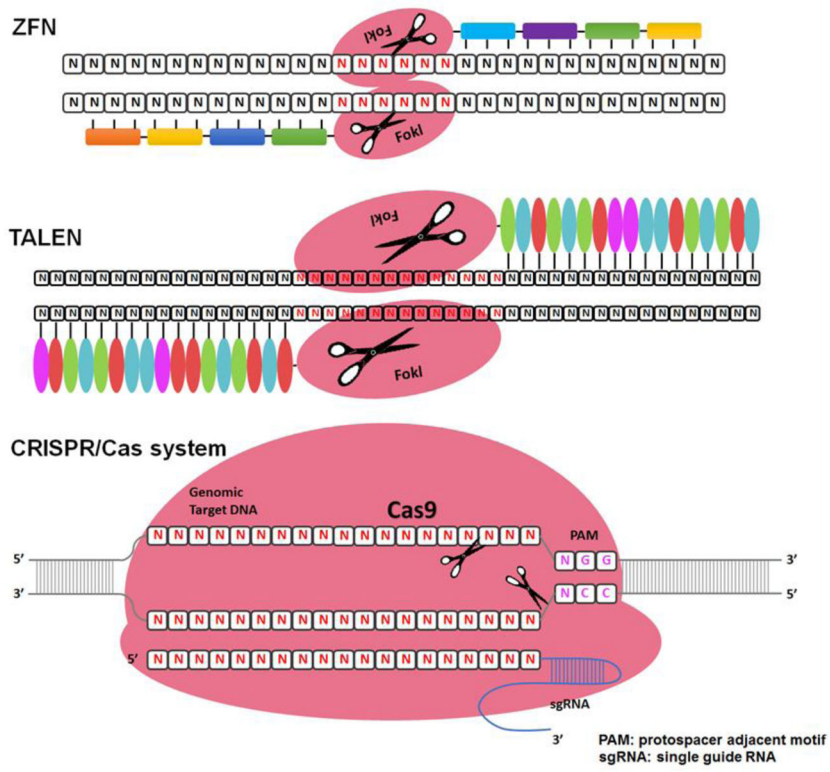 ZFN
FokI
N N N N N N N N N N N N N N N N N N N N N N N N N N N N N N N N
N N N N N N N N N N N N N N N N N N N N N N N N N N N N N N N N
FokI
TALEN
FokI
N N N N N N N N N N N N N N N N N N N N N N N N N N N N N N N N N N N N N N N N N N N N N N N N
N N N N N N N N N N N N N N N N N N N N N N N N N N N N N N N N N N N N N N N N N N N N N N N N
FokI
CRISPR/Cas system
Genomic
Target DNA
Cas9
N N N N N N N N N N N N N N N N N N N N
PAM
5’ N G G 3’
3’ N C C 5’
N N N N N N N N N N N N N N N N N N N N
5’ N N N N N N N N N N N N N N N N N N N N
sgRNA
3’
PAM: protospacer adjacent motif
sgRNA: single guide RNA